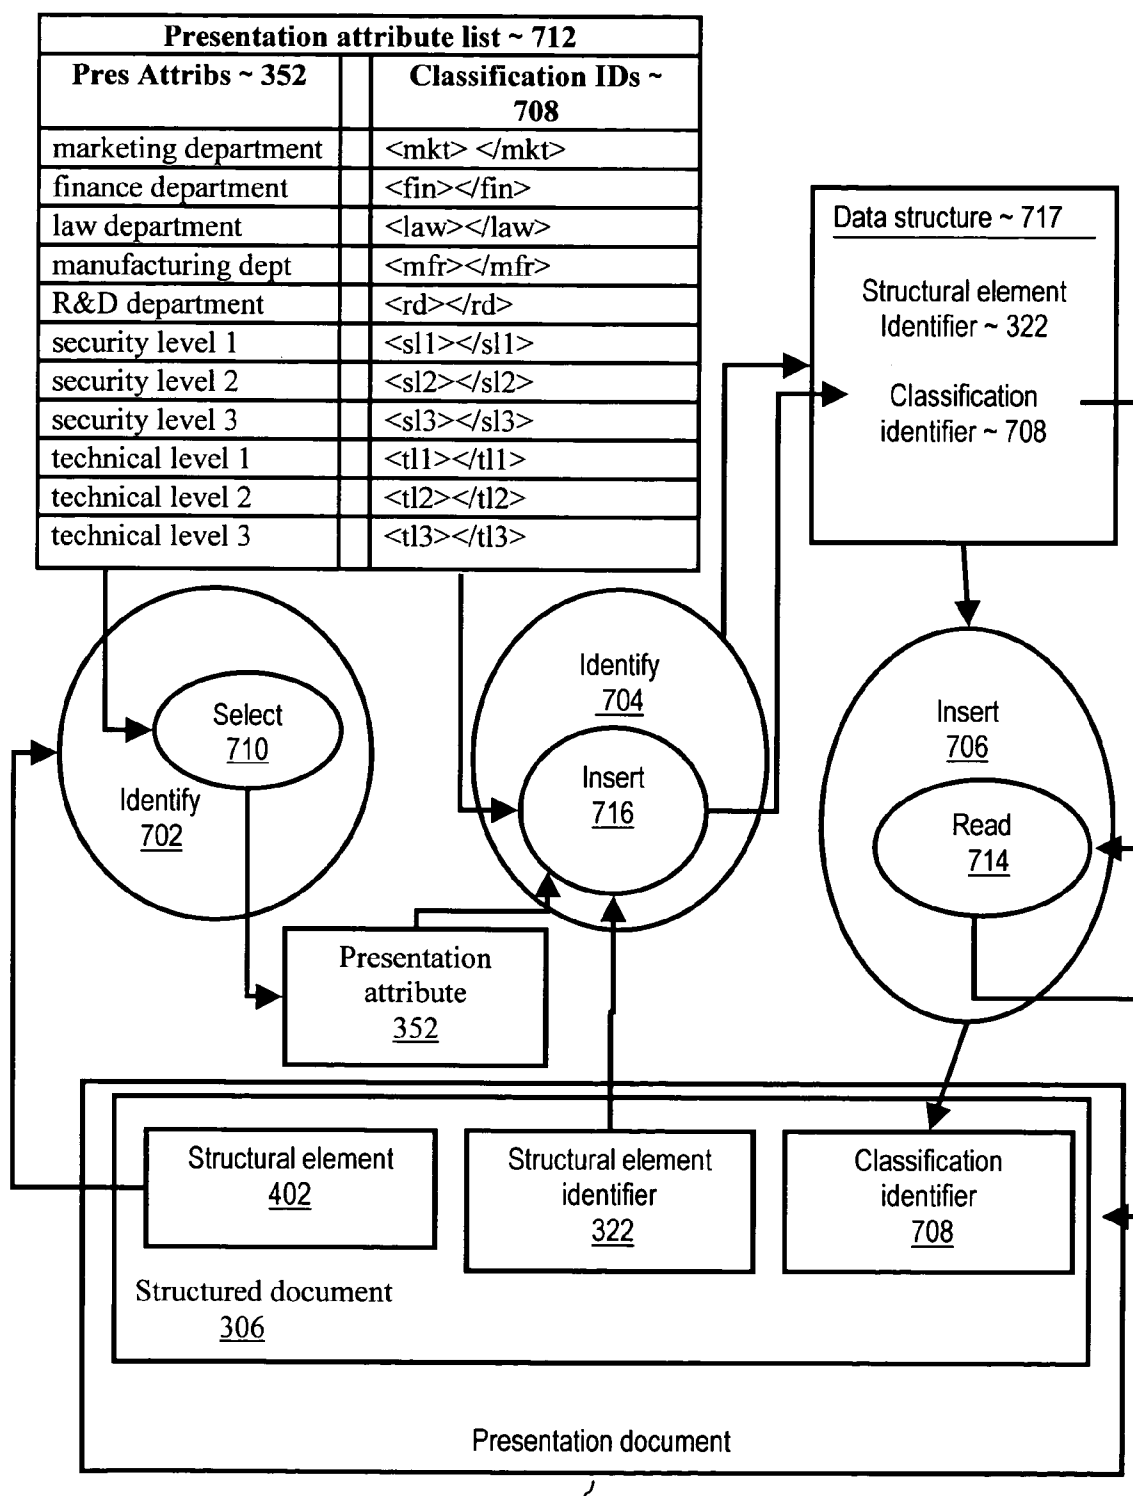 Presentation attribute list ~ 712
Pres Attribs ~ 352
Classification IDs ~
708
marketing department
<mkt> </mkt>
finance department
<fin></fin>
law department
<law></law>
manufacturing dept
<mfr></mfr>
R&D department
<rd></rd>
security level 1
<sl1></sl1>
security level 2
<sl2></sl2>
security level 3
<sl3></sl3>
technical level 1
<tl1></tl1>
technical level 2
<tl2></tl2>
technical level 3
<tl3></tl3>
Data structure ~ 717
Structural element
Identifier ~ 322
Classification
identifier ~ 708
Select
710
Identify
702
Identify
704
Insert
716
Insert
706
Read
714
Presentation
attribute
352
Structural element
402
Structural element
identifier
322
Classification
identifier
708
Structured document
306
Presentation document